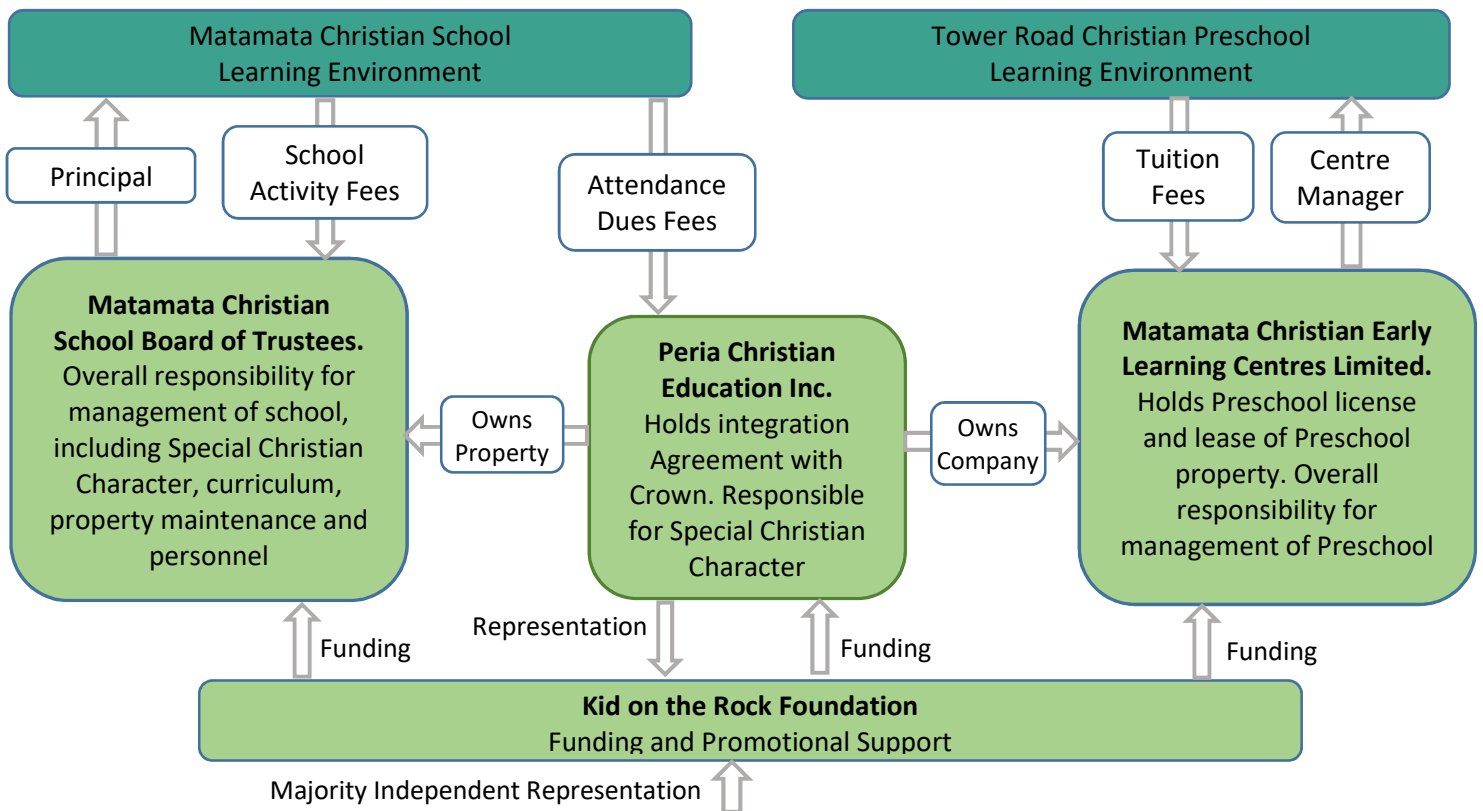 Matamata Christian School
Learning Environment
Tower Road Christian Preschool
Learning Environment
Principal
School
Activity Fees
Attendance
Dues Fees
Tuition
Fees
Centre
Manager
Matamata Christian
School Board of Trustees.
Overall responsibility for
management of school,
including Special Christian
Character, curriculum,
property maintenance and
personnel
Owns
Property
Peria Christian
Education Inc.
Holds integration
Agreement with
Crown. Responsible
for Special Christian
Character
Owns
Company
Matamata Christian Early
Learning Centres Limited.
Holds Preschool license
and lease of Preschool
property. Overall
responsibility for
management of Preschool
Funding
Representation
Funding
Funding
Kid on the Rock Foundation
Funding and Promotional Support
Majority Independent Representation